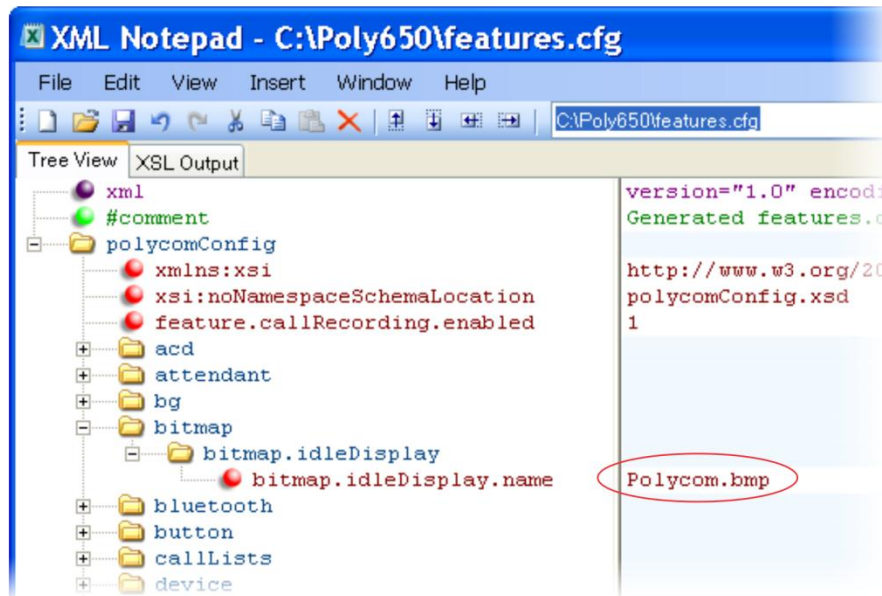 XML Notepad - C:\Poly650\features.cfg
File Edit View Insert Window Help
C:\Poly650\features.cfg
Tree View XSL Output
xml version="1.0"
#comment Generated
polycomConfig
xmlns:xsi http://www.w3.org/20
xsi:noNamespaceSchemaLocation polycomConfig.xsd
feature.callRecording.enabled 1
acd
attendant
bg
bitmap
bitmap.idleDisplay
bitmap.idleDisplay.name Polycom.bmp
bluetooth
button
callLists
device